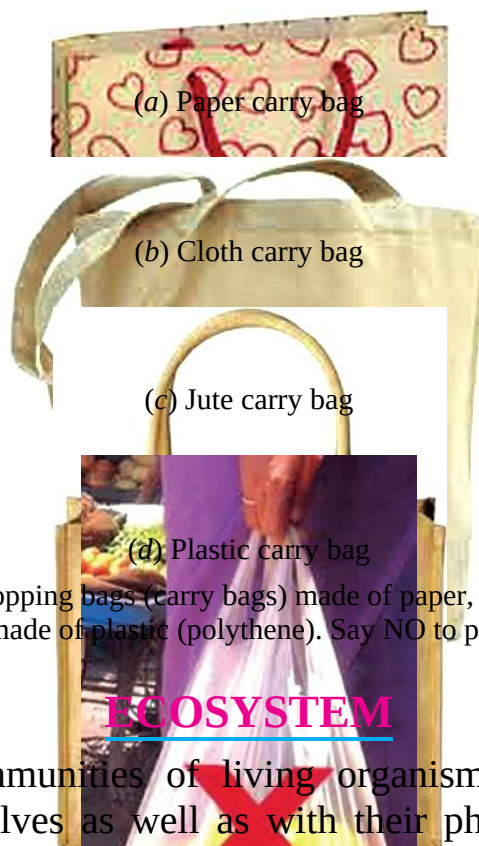 (a) Paper carry bag
(b) Cloth carry bag
(c) Jute carry bag
(d) Plastic carry bag
opping bags (carry bags) made of paper,
made of plastic (polythene). Say NO to p
ECOSYSTEM
mmunities of living organism
lves as well as with their ph